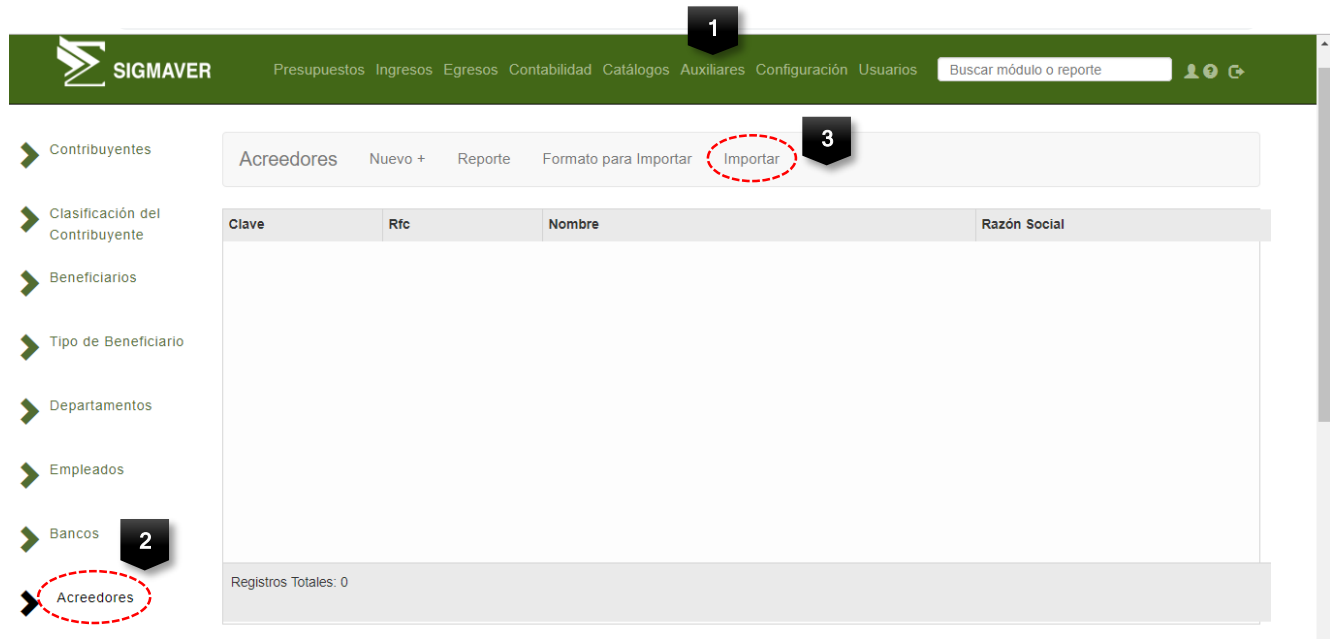 1
SIGMAVER Presupuestos Ingresos Egresos Contabilidad Catálogos Auxiliares Configuración Usuarios Buscar módulo o reporte
3
Acreedores Nuevo + Reporte Formato para Importar Importar
Contribuyentes
Clasificación del
Contribuyente
Beneficiarios
Tipo de Beneficiario
Departamentos
Empleados
Bancos
2
Acreedores
Clave Rfc Nombre Razón Social
Registros Totales: 0